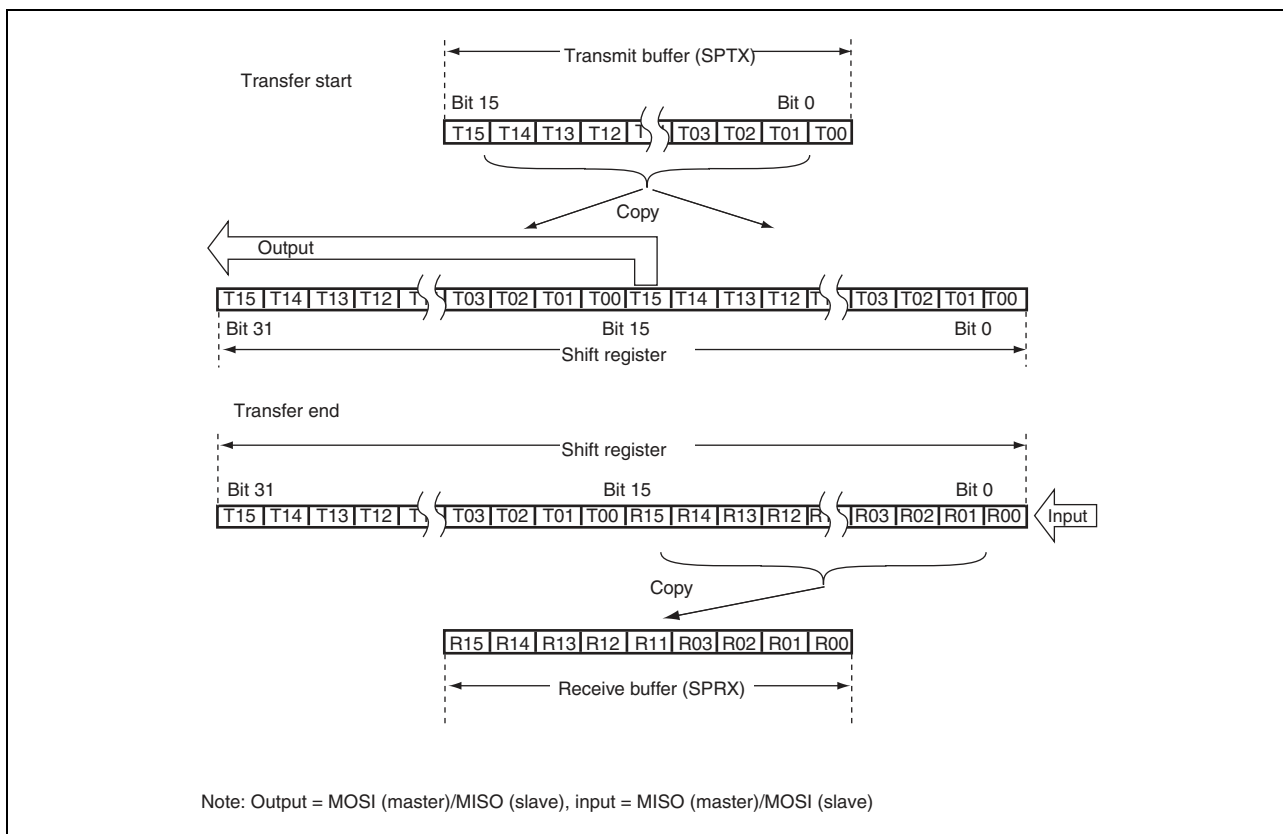 Transmit buffer (SPTX)
Transfer start
Bit 15 Bit 0
T15 T14 T13 T12 T03 T02 T01 T00
Copy
Output
T15 T14 T13 T12 T03 T02 T01 T00 T15 T14 T13 T12 T03 T02 T01 T00
Bit 31 Bit 15 Bit 0
Shift register
Transfer end
Shift register
Bit 31 Bit 15 Bit 0
T15 T14 T13 T12 T03 T02 T01 T00 R15 R14 R13 R12 R03 R02 R01 R00
Input
Copy
R15 R14 R13 R12 R11 R03 R02 R01 R00
Receive buffer (SPRX)
Note: Output = MOSI (master)/MISO (slave), input = MISO (master)/MOSI (slave)